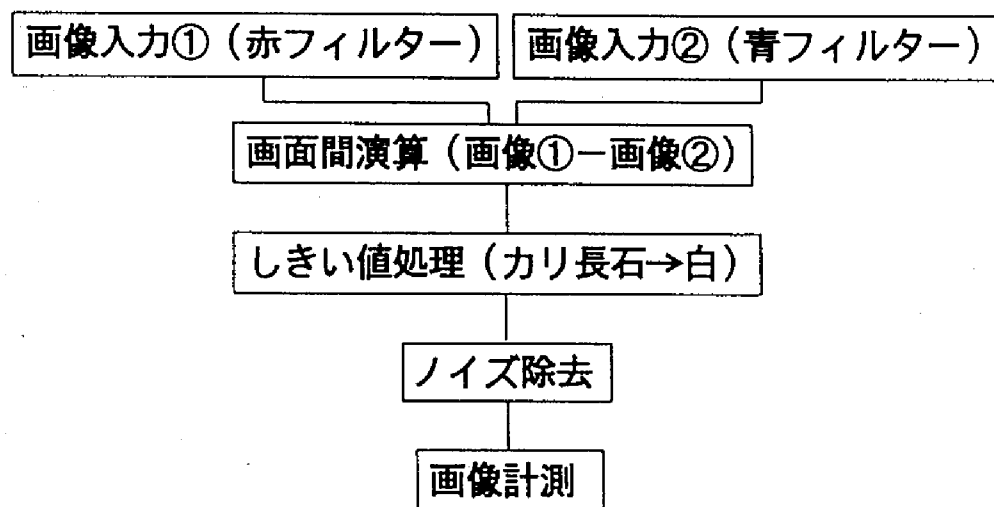 画像入力①（赤フィルター）
画像入力②（青フィルター）
画面間演算（画像①－画像②）
しきい値処理（カリ長石→白）
ノイズ除去
画像計測